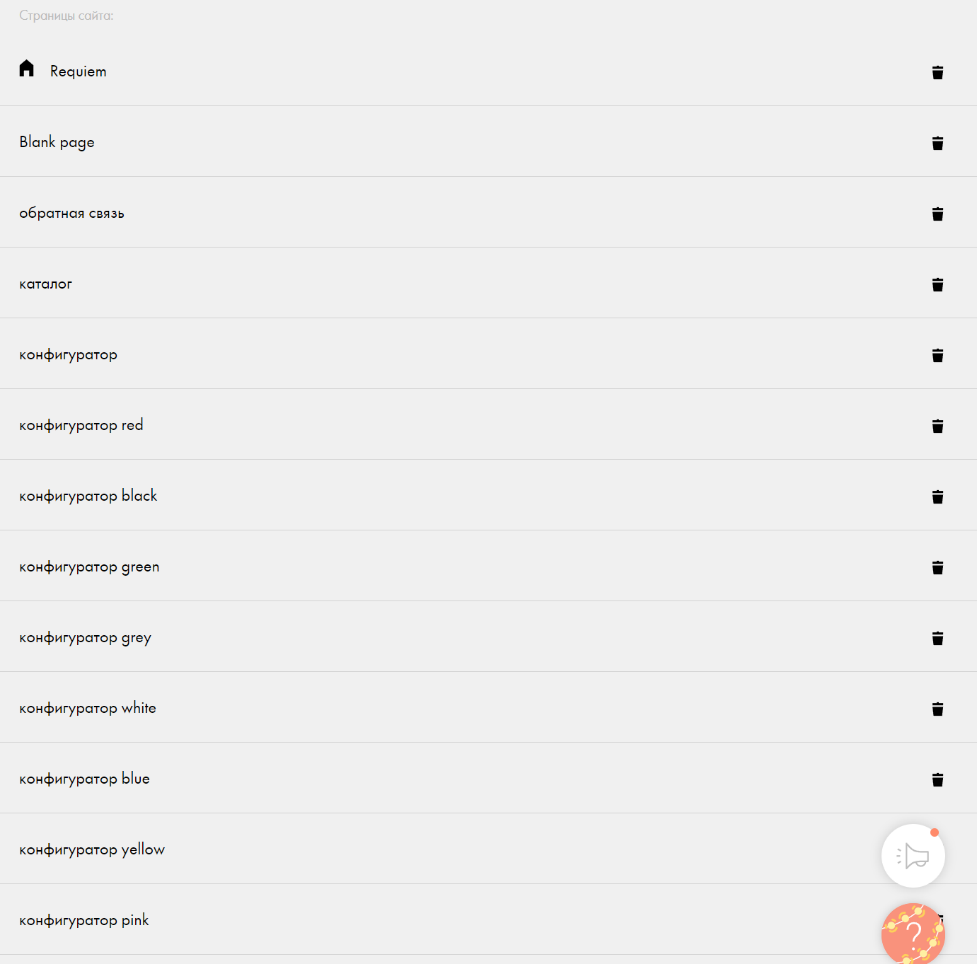 Страницы сайта:
Requiem
Blank page
обратная связь
каталог
конфигуратор
конфигуратор red
конфигуратор black
конфигуратор green
конфигуратор grey
конфигуратор white
конфигуратор blue
конфигуратор yellow
конфигуратор pink
?